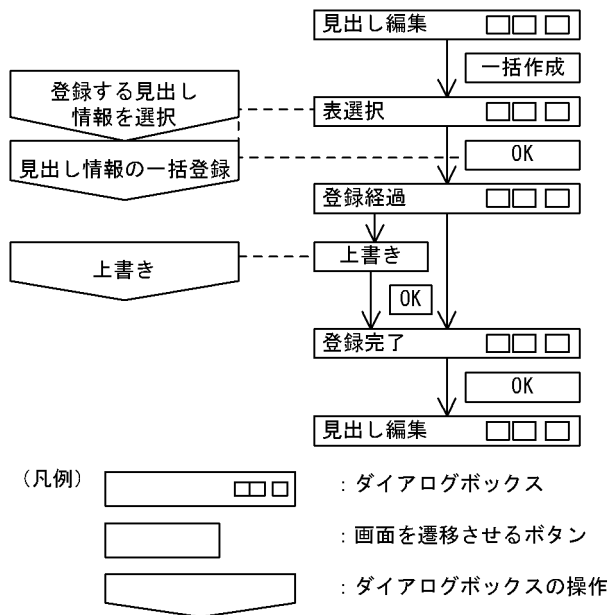 見出し編集
一括作成
登録する見出し
情報を選択
表選択
見出し情報の一括登録
OK
登録経過
上書き
上書き
OK
登録完了
OK
見出し編集
（凡例）
：ダイアログボックス
：画面を遷移させるボタン
：ダイアログボックスの操作